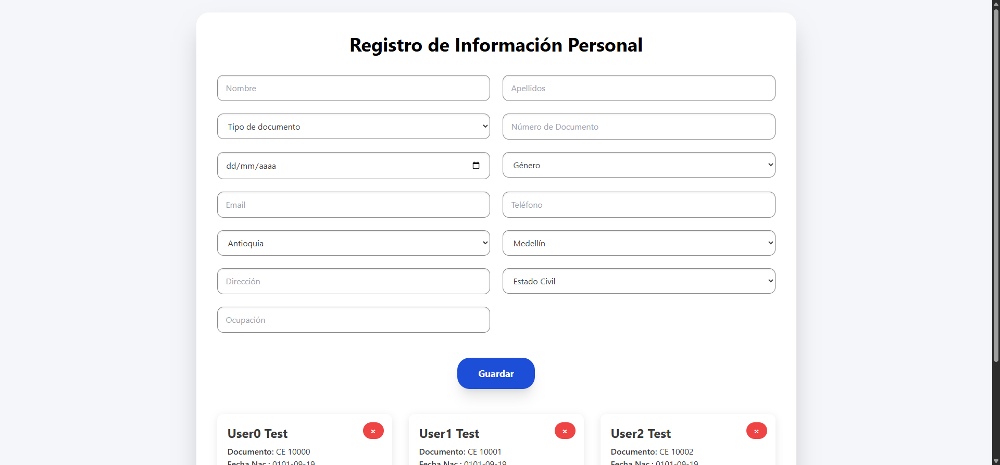 Registro de Información Personal
Nombre
Apellidos
Tipo de documento
Número de Documento
dd/mm/aaaa
Género
Email
Teléfono
Antioquia
Medellín
Dirección
Estado Civil
Ocupación
Guardar
User0 Test
×
Documento: CE 10000
Fecha Nac.: 0101-09-19
User1 Test
×
Documento: CE 10001
Fecha Nac.: 0101-09-19
User2 Test
×
Documento: CE 10002
Fecha Nac.: 0101-09-19